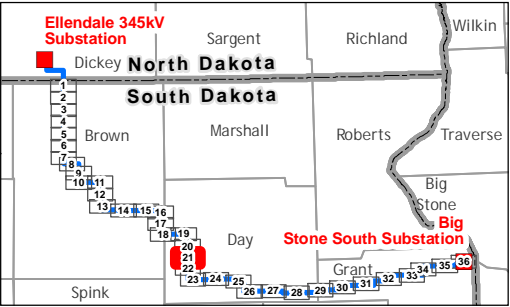 Ellendale 345kV
Substation
Sargent
Richland
Wilkin
Dickey
North Dakota
South Dakota
1
2
3
4
5
6
7
8
9
10
11
12
13
14
15
16
17
18
19
20
21
22
23
24
25
26
27
28
29
30
31
32
33
34
35
36
Brown
Marshall
Roberts
Traverse
Big
Stone
Day
Big
Stone South Substation
Grant
Spink